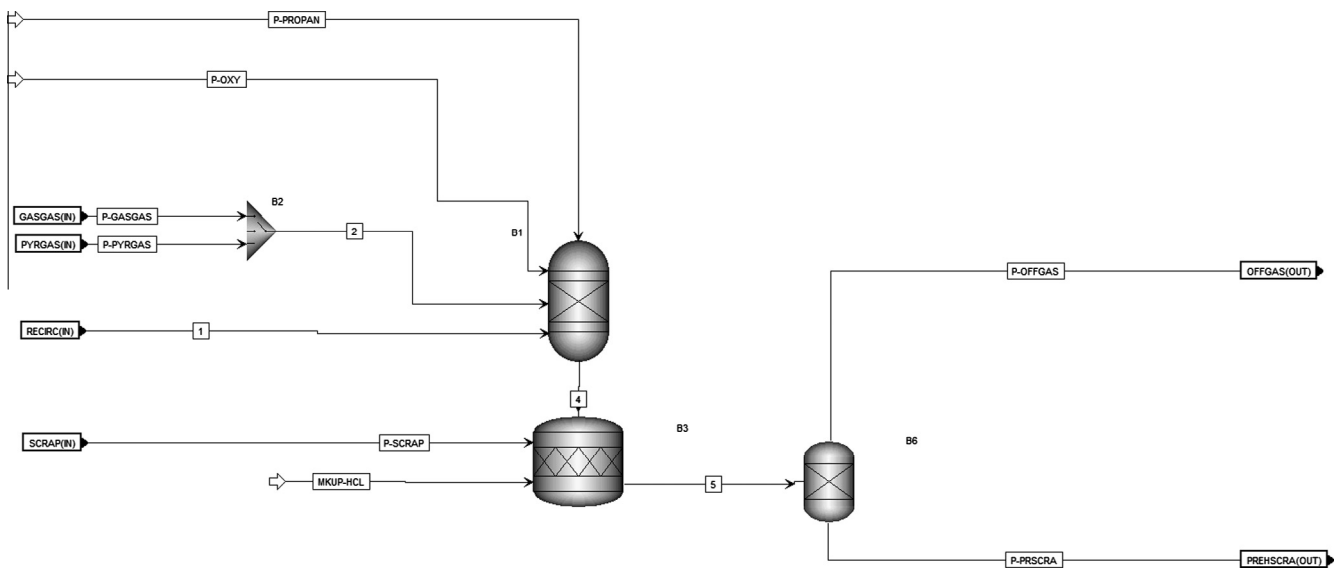 P-PROPAN
P-OXY
B2
GASGAS(IN)
P-GASGAS
2
B1
PYRGAS(IN)
P-PYRGAS
P-OFFGAS
OFFGAS(OUT)
RECIRC(IN)
1
4
B3
B6
SCRAP(IN)
P-SCRAP
MKUP-HCL
5
P-PRSCRA
PREHSCRA(OUT)